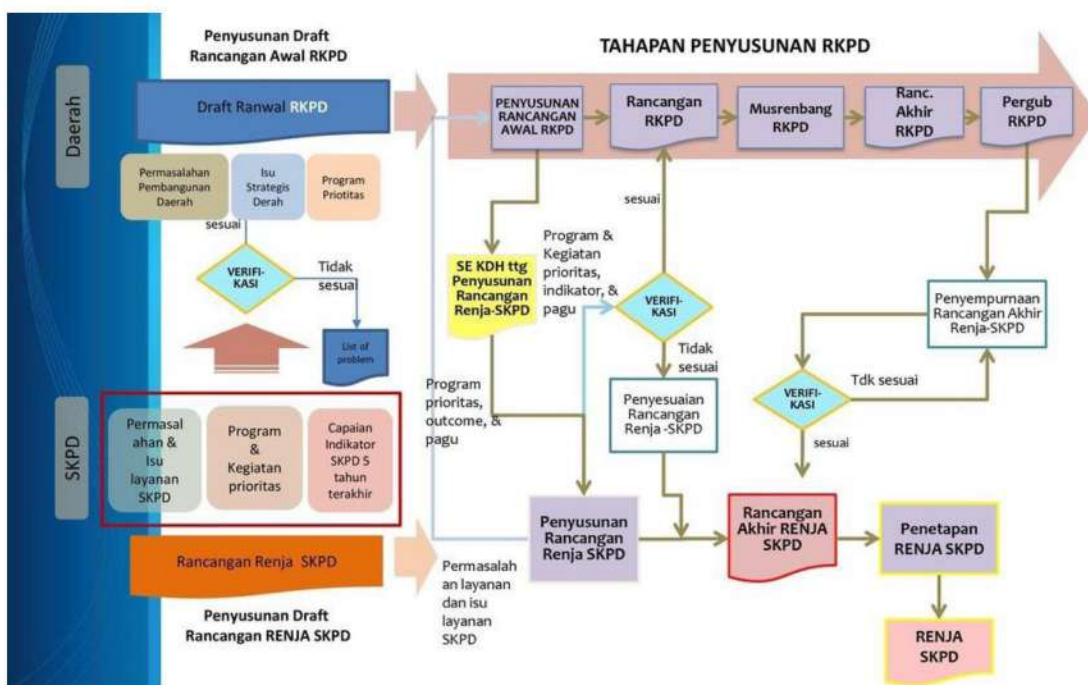 Penyusunan Draft
Rancangan Awal RKPD
TAHAPAN PENYUSUNAN RKPD
Daerah
Draft Ranwal RKPD
PENYUSUNAN
RANCANGAN
AWAL RKPD
Rancangan
RKPD
Musrenbang
RKPD
Ranc.
Akhir
RKPD
Pergub
RKPD
Permasalahan
Pembangunan
Daerah
Isu
Strategis
Derah
Program
Priotitas
sesuai
VERIFI-
KASI
Tidak
sesuai
List of
problem
SE KDH ttg
Penyusunan
Rancangan
Renja-SKPD
Program &
Kegiatan
prioritas,
indikator, &
pagu
sesuai
VERIFI-
KASI
Tidak
sesuai
Penyesuaian
Rancangan
Renja -SKPD
Penyempurnaan
Rancangan Akhir
Renja-SKPD
VERIFI-
KASI
Tdk sesuai
sesuai
Program
prioritas,
outcome, &
pagu
SKPD
Permasal
ahan &
Isu
layanan
SKPD
Program
&
Kegiatan
prioritas
Capaian
Indikator
SKPD 5
tahun
terakhir
Rancangan Renja SKPD
Penyusunan Draft
Rancangan RENJA SKPD
Permasalah
an layanan
dan isu
layanan
SKPD
Penyusunan
Rancangan
Renja SKPD
Rancangan
Akhir RENJA
SKPD
Penetapan
RENJA SKPD
RENJA
SKPD